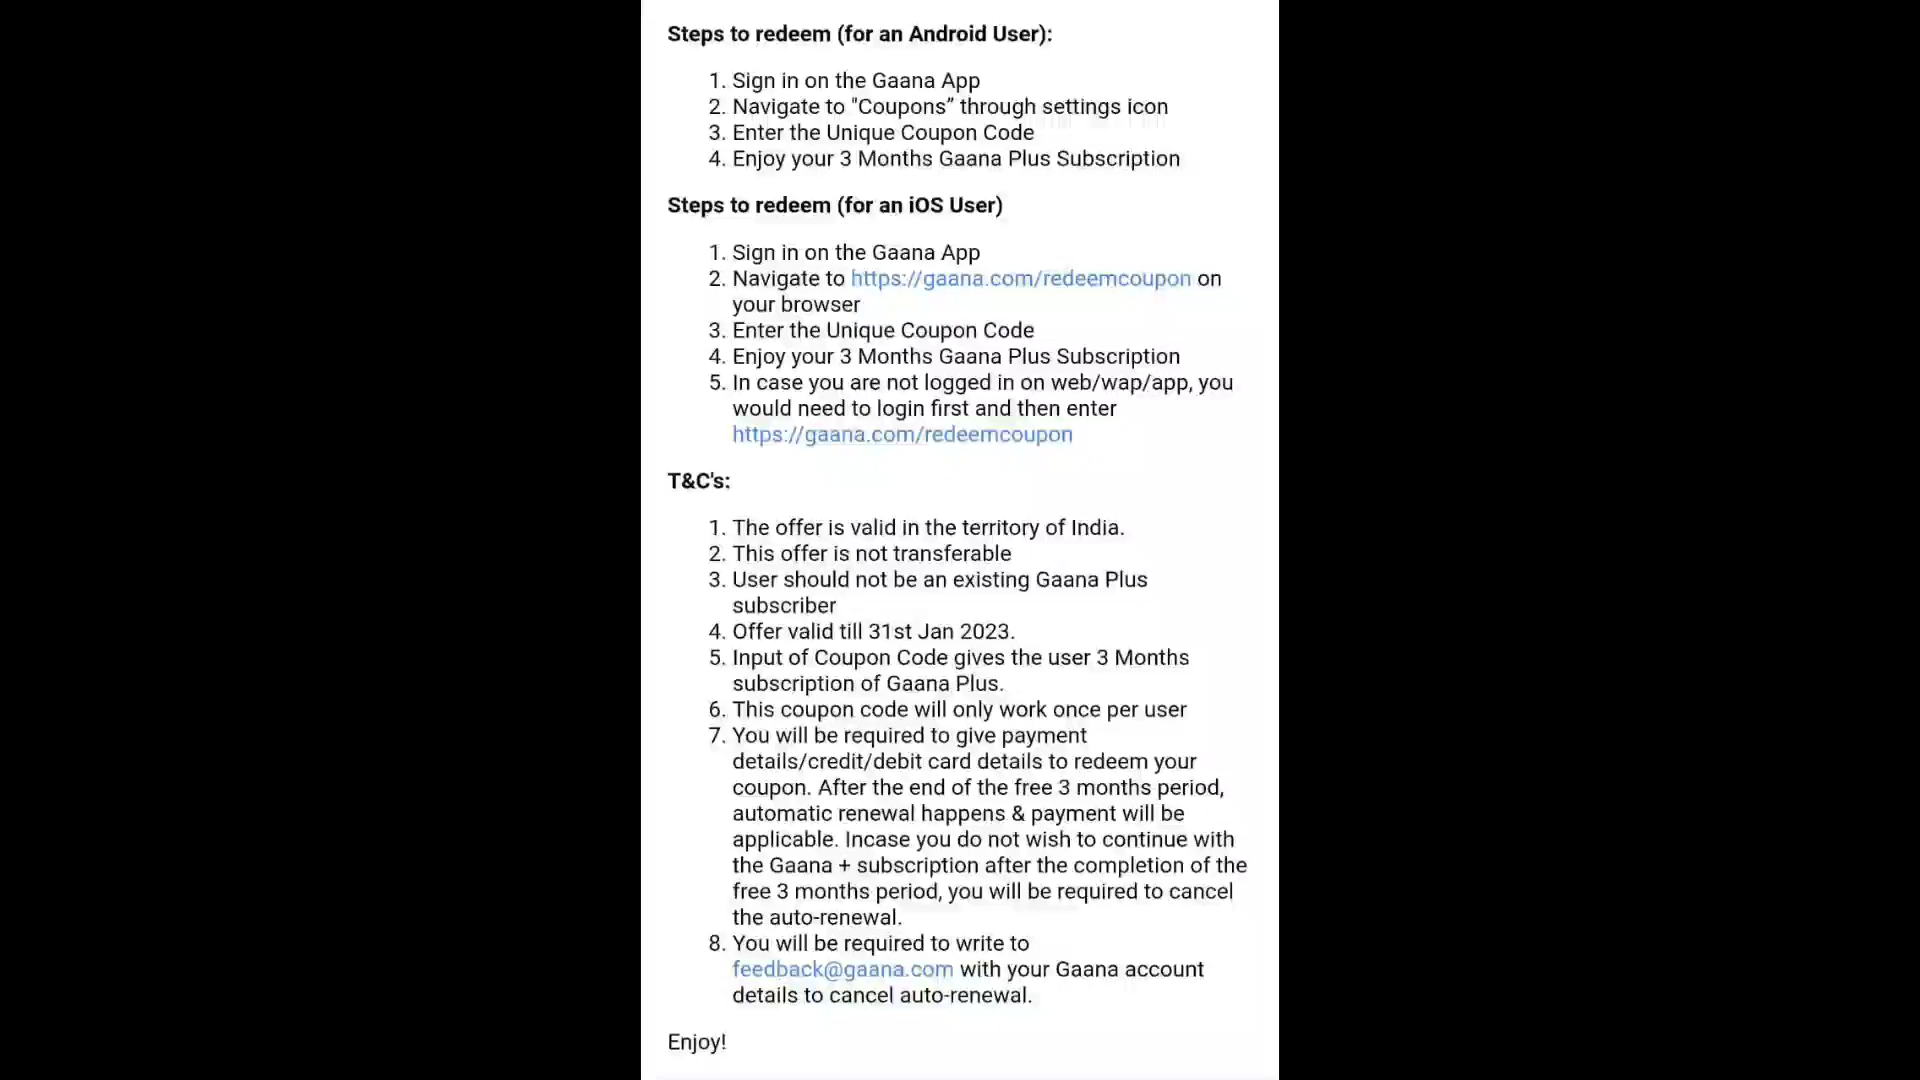 Steps to redeem (for an Android User):
1. Sign in on the Gaana App
2. Navigate to "Coupons” through settings icon
3. Enter the Unique Coupon Code
4. Enjoy your 3 Months Gaana Plus Subscription
Steps to redeem (for an iOS User)
1. Sign in on the Gaana App
2. Navigate to https://gaana.com/redeemcoupon on
your browser
3. Enter the Unique Coupon Code
4. Enjoy your 3 Months Gaana Plus Subscription
5. In case you are not logged in on web/wap/app, you
would need to login first and then enter
https://gaana.com/redeemcoupon
T&C's:
1. The offer is valid in the territory of India.
2. This offer is not transferable
3. User should not be an existing Gaana Plus
subscriber
4. Offer valid till 31st Jan 2023.
5. Input of Coupon Code gives the user 3 Months
subscription of Gaana Plus.
6. This coupon code will only work once per user
7. You will be required to give payment
details/credit/debit card details to redeem your
coupon. After the end of the free 3 months period,
automatic renewal happens & payment will be
applicable. Incase you do not wish to continue with
the Gaana + subscription after the completion of the
free 3 months period, you will be required to cancel
the auto-renewal.
8. You will be required to write to
feedback@gaana.com with your Gaana account
details to cancel auto-renewal.
Enjoy!